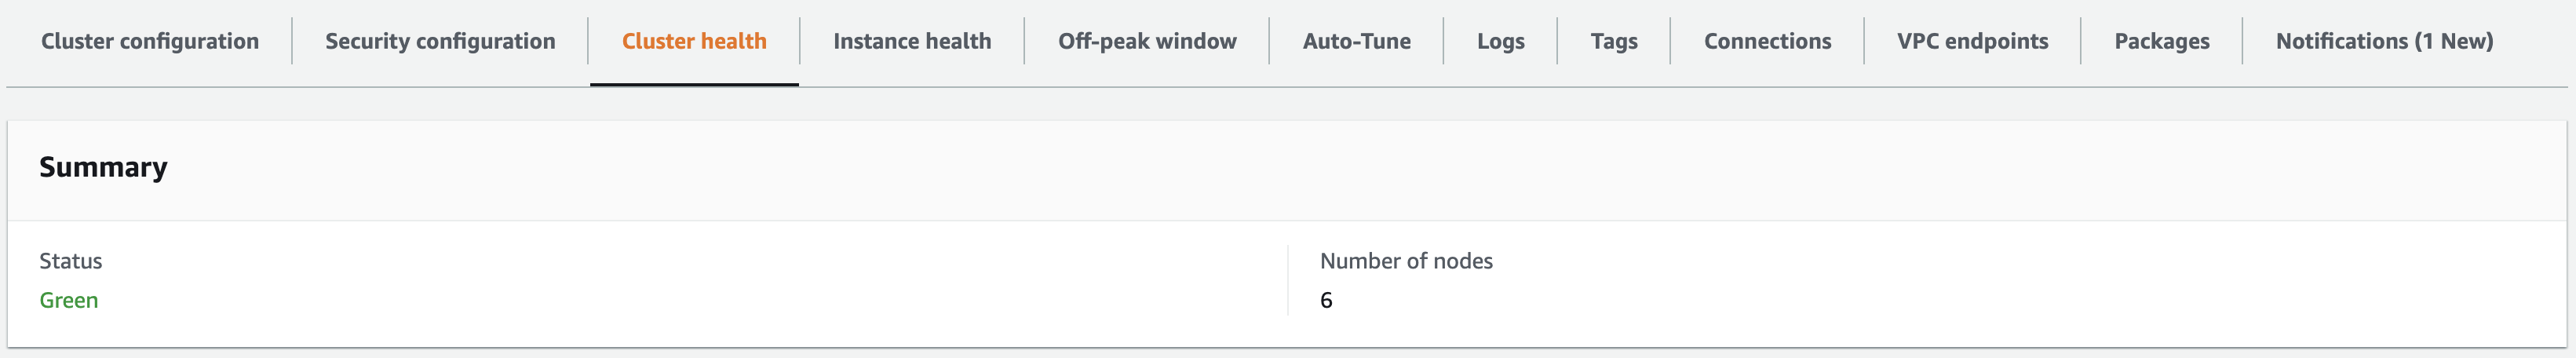 Cluster configuration Security configuration Cluster health Instance health Off-peak window Auto-Tune Logs Tags Connections VPC endpoints Packages Notifications (1 New)
Summary
Status Number of nodes
Green 6